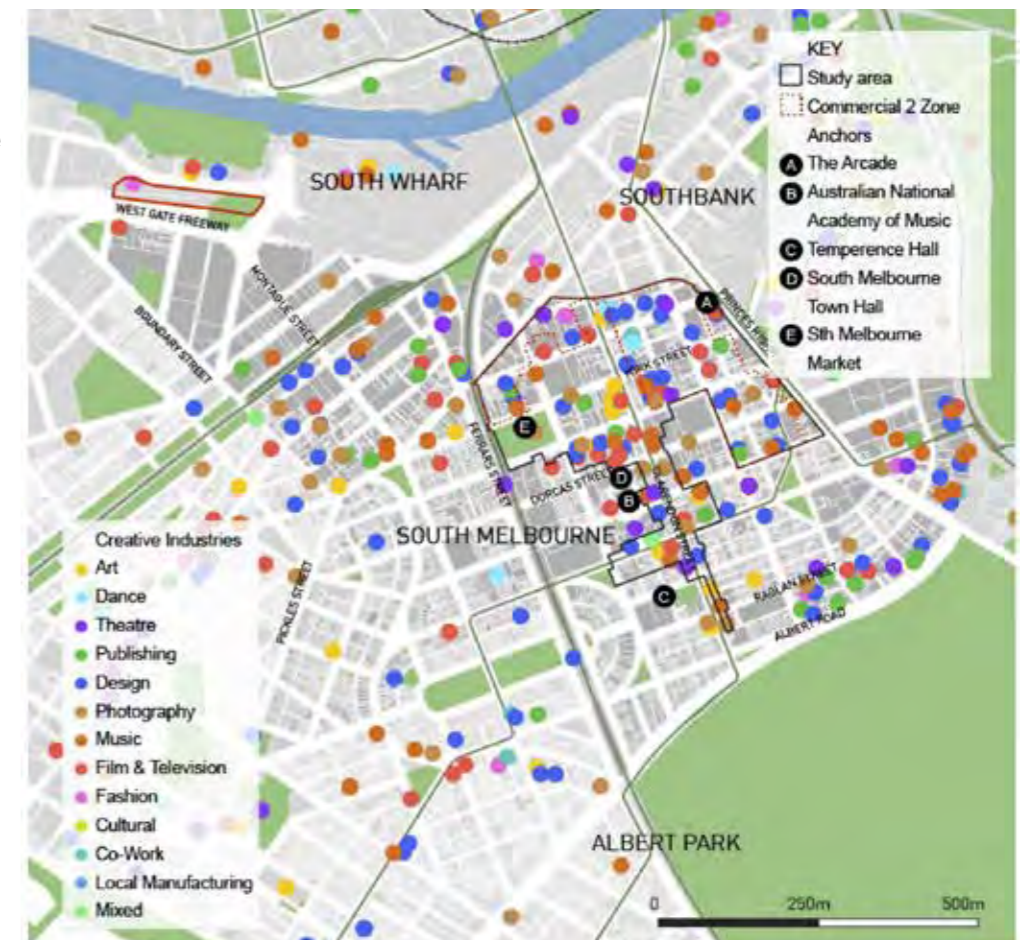 KEY
Study area
Commercial 2 Zone
Anchors
A The Arcade
B Australian National
Academy of Music
C Temperence Hall
D South Melbourne
Town Hall
E Sth Melbourne
Market
SOUTH WHARF
SOUTHBANK
WEST GATE FREEWAY
MONTAGUE STREET
BOUNDARY STREET
A
PRINCES
YORK STREET
E
FERRARS STREET
D
DORCAS STREET
B
CLARENDON STREET
SOUTH MELBOURNE
C
RAGLAN STREET
ALBERT ROAD
PICKLES STREET
Creative Industries
Art
Dance
Theatre
Publishing
Design
Photography
Music
Film & Television
Fashion
Cultural
Co-Work
Local Manufacturing
Mixed
ALBERT PARK
0 250m 500m